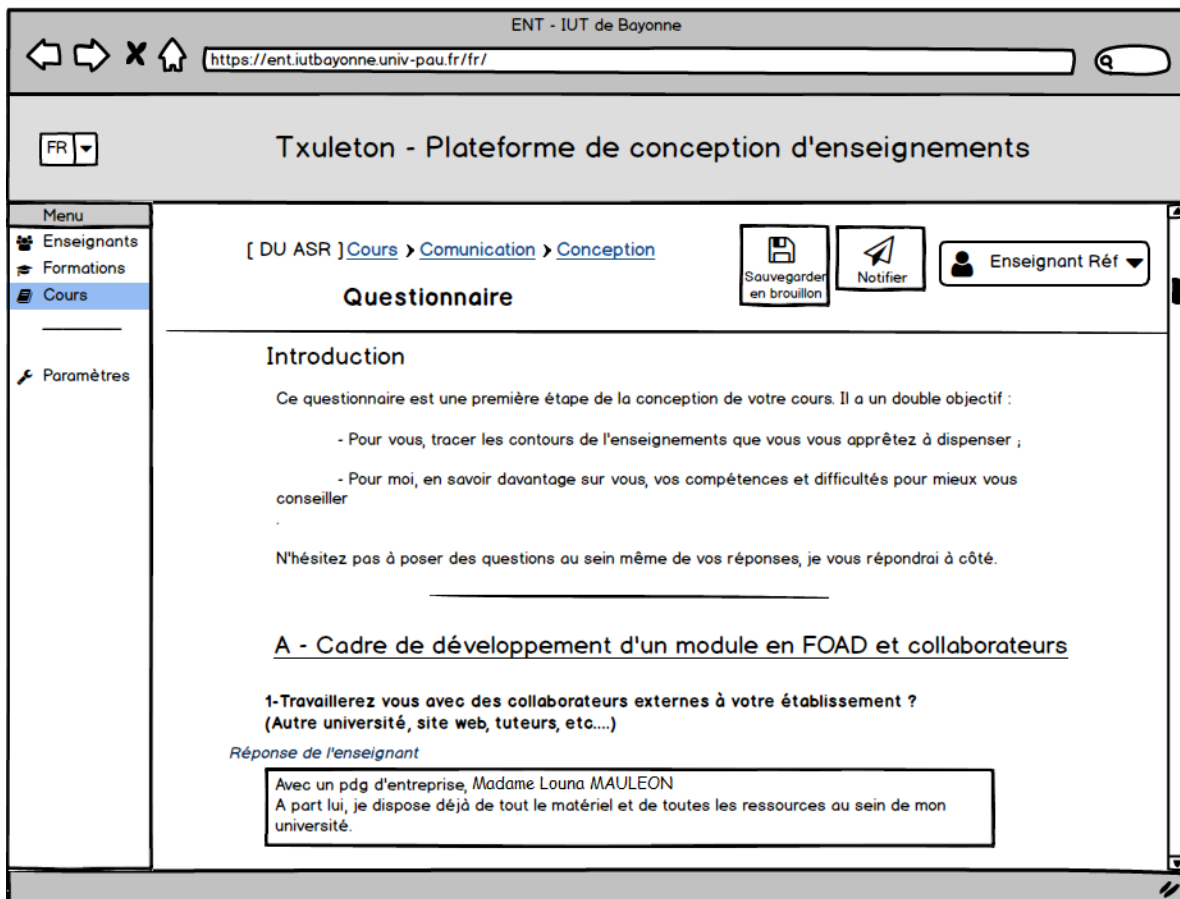 ENT - IUT de Bayonne
https://ent.iutbayonne.univ-pau.fr/fr/
FR
Txuleton - Plateforme de conception d'enseignements
Menu
Enseignants
Formations
Cours
Paramètres
[ DU ASR ] Cours > Comunication > Conception
Sauvegarder
en brouillon
Notifier
Enseignant Réf
Questionnaire
Introduction
Ce questionnaire est une première étape de la conception de votre cours. Il a un double objectif :
- Pour vous, tracer les contours de l'enseignements que vous vous apprêtez à dispenser ;
- Pour moi, en savoir davantage sur vous, vos compétences et difficultés pour mieux vous
conseiller
.
N'hésitez pas à poser des questions au sein même de vos réponses, je vous répondrai à côté.
A - Cadre de développement d'un module en FOAD et collaborateurs
1-Travaillerez vous avec des collaborateurs externes à votre établissement ?
(Autre université, site web, tuteurs, etc....)
Réponse de l'enseignant
Avec un pdg d'entreprise, Madame Louna MAULEON
A part lui, je dispose déjà de tout le matériel et de toutes les ressources au sein de mon
université.